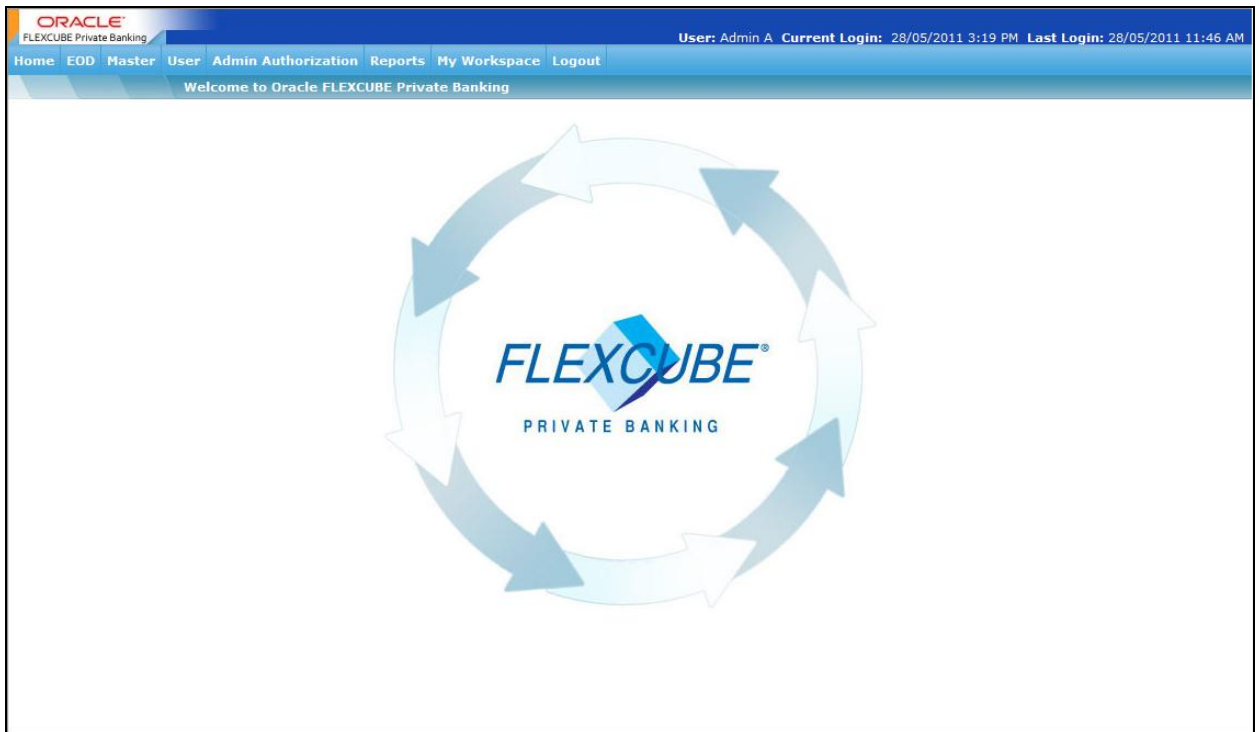 ORACLE
FLEXCUBE Private Banking
User: Admin A Current Login: 28/05/2011 3:19 PM Last Login: 28/05/2011 11:46 AM
Home EOD Master User Admin Authorization Reports My Workspace Logout
Welcome to Oracle FLEXCUBE Private Banking
FLEXCUBE®
PRIVATE BANKING